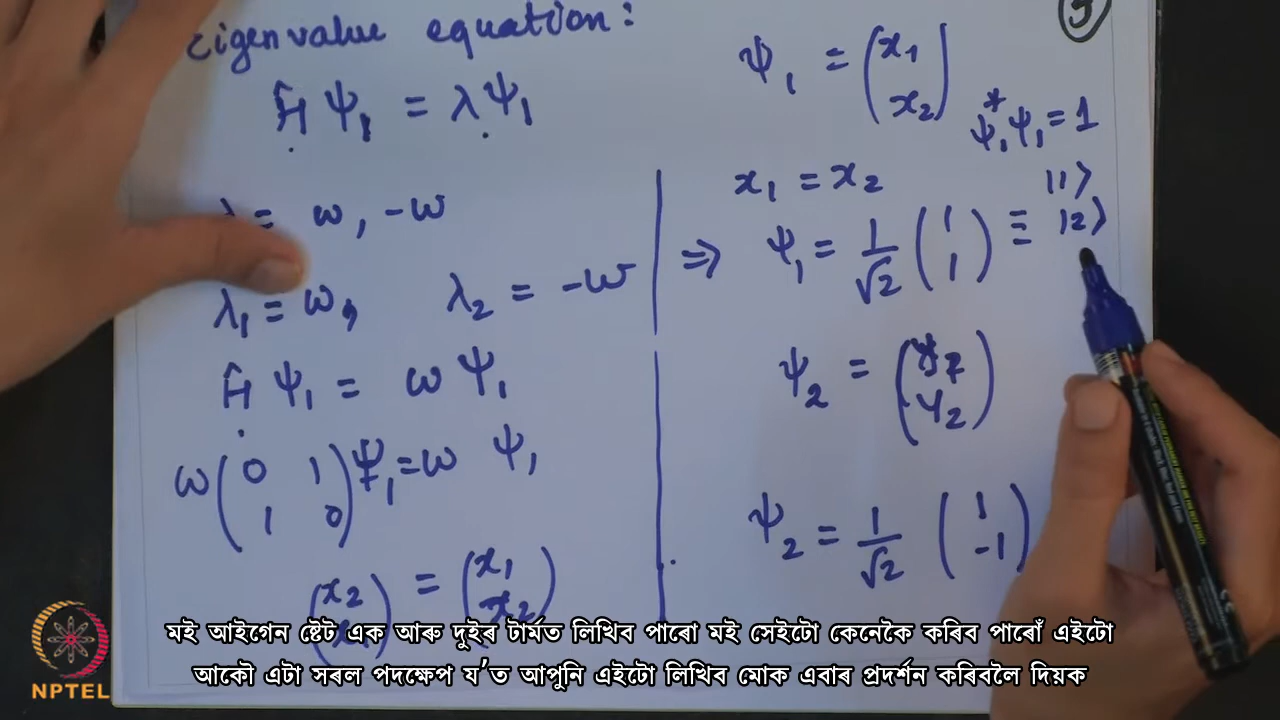 Eigenvalue equation:
Ĥ Ψ₁ = λ Ψ₁
λ = ω, -ω
λ₁ = ω, λ₂ = -ω
Ĥ Ψ₁ = ω Ψ₁
ω ( 0 1 ) Ψ₁ = ω Ψ₁
1 0
( x₂ ) = ( x₁ )
x₁ x₂
Ψ₁ = ( x₁ )
x₂
Ψ₁* Ψ₁ = 1
x₁ = x₂
|1⟩
|2⟩
⇒ Ψ₁ = 1/√2 ( 1 ) ≡
1
Ψ₂ =
y₂
Ψ₂ = 1/√2 ( 1 )
-1
মই আইগেন ষ্টেট এক আৰু দুইৰ টাৰ্মত লিখিব পাৰো মই সেইটো কেনেকৈ কৰিব পাৰোঁ এইটো
আকৌ এটা সৰল পদক্ষেপ য'ত আপুনি এইটো লিখিব মোক এবাৰ প্ৰদৰ্শন কৰিবলৈ দিয়ক
NPTEL